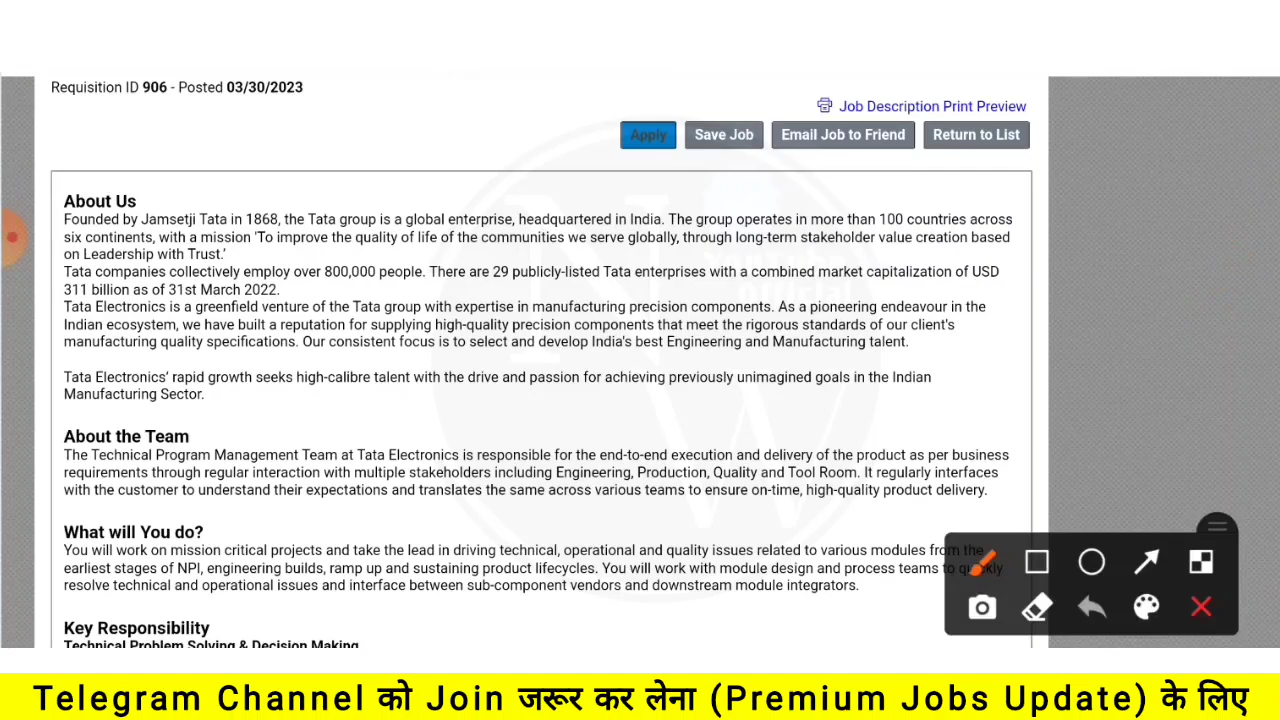 Requisition ID 906 - Posted 03/30/2023
Job Description Print Preview
Apply Save Job Email Job to Friend Return to List
About Us
Founded by Jamsetji Tata in 1868, the Tata group is a global enterprise, headquartered in India. The group operates in more than 100 countries across
six continents, with a mission 'To improve the quality of life of the communities we serve globally, through long-term stakeholder value creation based
on Leadership with Trust.'
Tata companies collectively employ over 800,000 people. There are 29 publicly-listed Tata enterprises with a combined market capitalization of USD
311 billion as of 31st March 2022.
Tata Electronics is a greenfield venture of the Tata group with expertise in manufacturing precision components. As a pioneering endeavour in the
Indian ecosystem, we have built a reputation for supplying high-quality precision components that meet the rigorous standards of our client's
manufacturing quality specifications. Our consistent focus is to select and develop India's best Engineering and Manufacturing talent.
Tata Electronics' rapid growth seeks high-calibre talent with the drive and passion for achieving previously unimagined goals in the Indian
Manufacturing Sector.
About the Team
The Technical Program Management Team at Tata Electronics is responsible for the end-to-end execution and delivery of the product as per business
requirements through regular interaction with multiple stakeholders including Engineering, Production, Quality and Tool Room. It regularly interfaces
with the customer to understand their expectations and translates the same across various teams to ensure on-time, high-quality product delivery.
What will You do?
You will work on mission critical projects and take the lead in driving technical, operational and quality issues related to various modules from the
earliest stages of NPI, engineering builds, ramp up and sustaining product lifecycles. You will work with module design and process teams to quickly
resolve technical and operational issues and interface between sub-component vendors and downstream module integrators.
Key Responsibility
Technical Problem Solving & Decision Making
Telegram Channel को Join जरूर कर लेना (Premium Jobs Update) के लिए